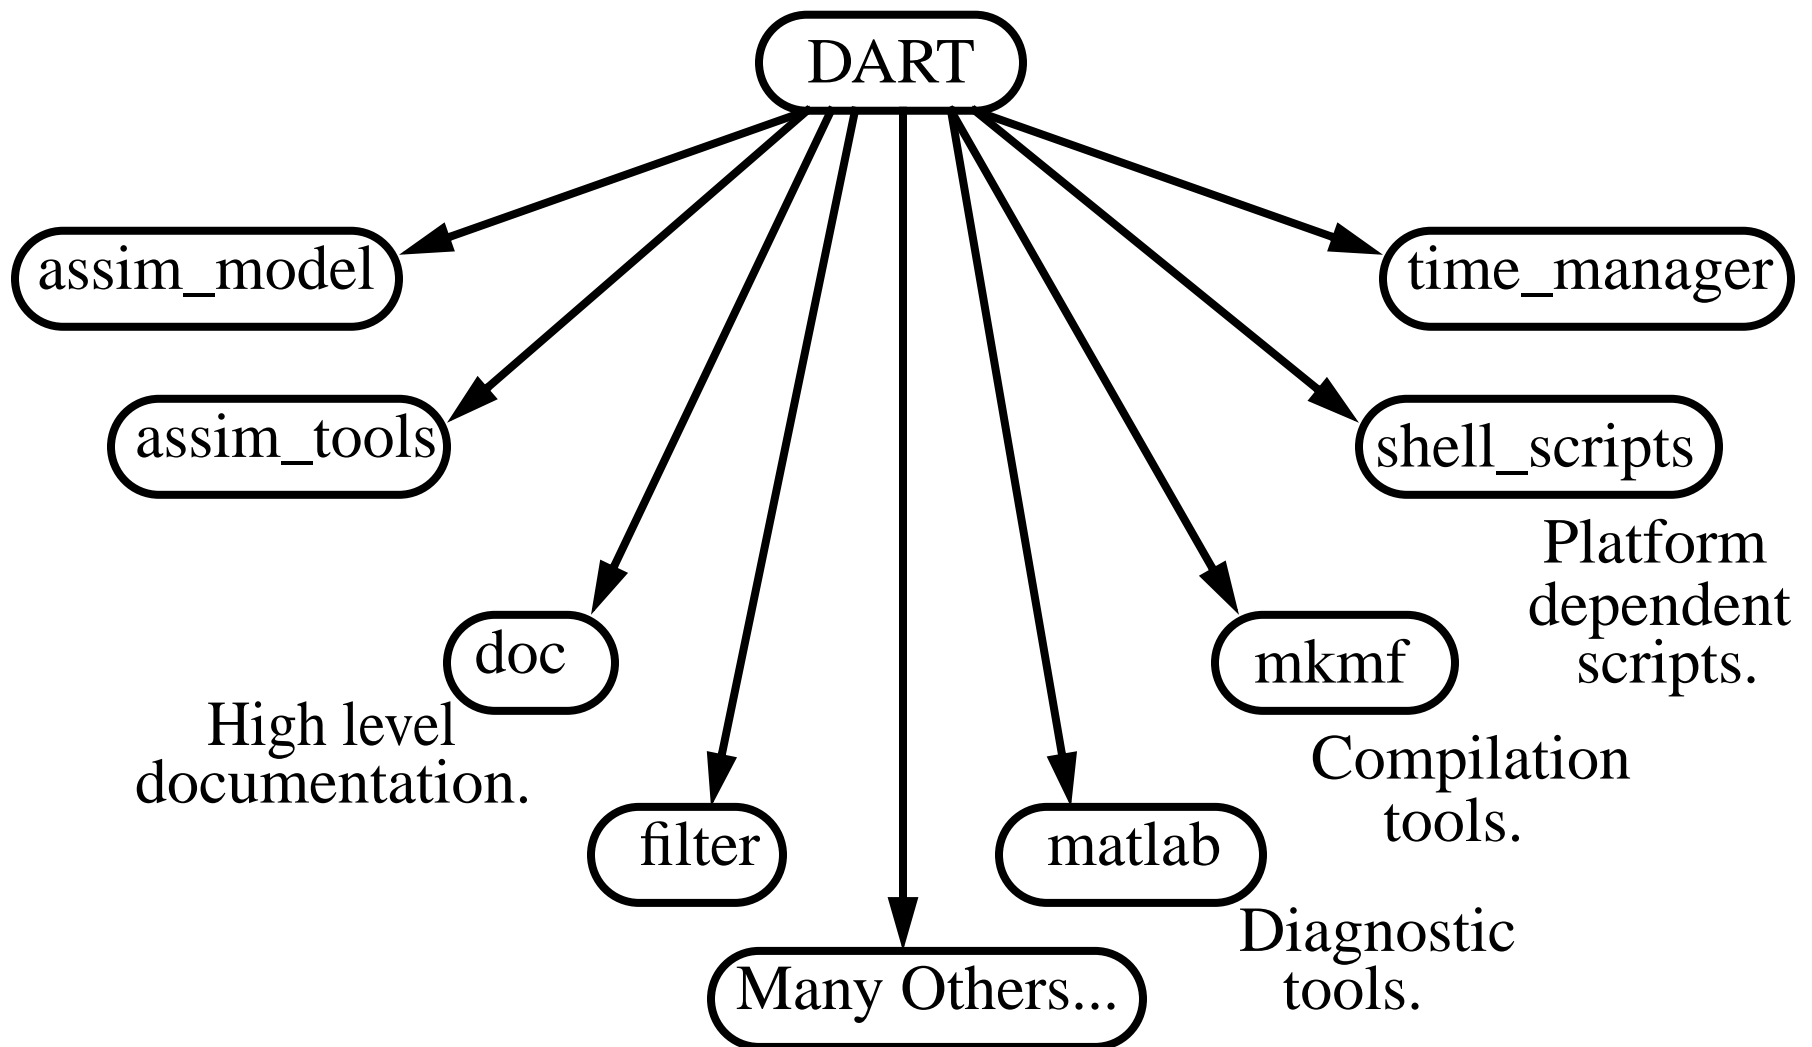 DART
assim_model
time_manager
assim_tools
shell_scripts
Platform
dependent
scripts.
doc
mkmf
High level
documentation.
Compilation
tools.
filter
matlab
Diagnostic
tools.
Many Others...